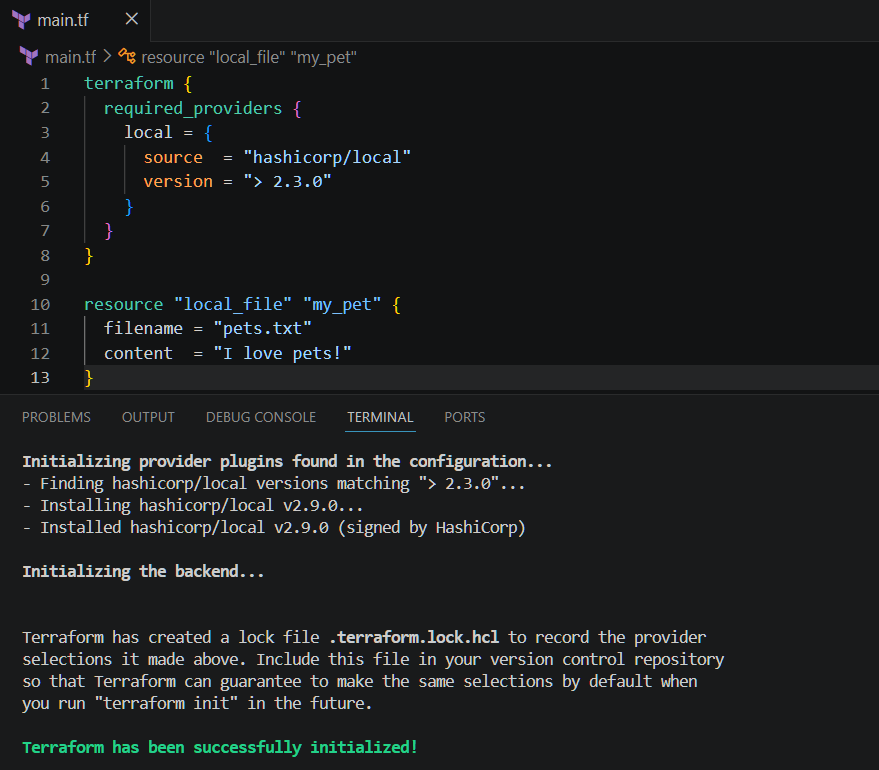 main.tf
main.tf > resource "local_file" "my_pet"
1 terraform {
2 required_providers {
3 local = {
4 source  = "hashicorp/local"
5 version = "> 2.3.0"
6 }
7 }
8 }
9
10 resource "local_file" "my_pet" {
11 filename = "pets.txt"
12 content  = "I love pets!"
13 }
PROBLEMS OUTPUT DEBUG CONSOLE TERMINAL PORTS
Initializing provider plugins found in the configuration...
- Finding hashicorp/local versions matching "> 2.3.0"...
- Installing hashicorp/local v2.9.0...
- Installed hashicorp/local v2.9.0 (signed by HashiCorp)
Initializing the backend...
Terraform has created a lock file .terraform.lock.hcl to record the provider
selections it made above. Include this file in your version control repository
so that Terraform can guarantee to make the same selections by default when
you run "terraform init" in the future.
Terraform has been successfully initialized!